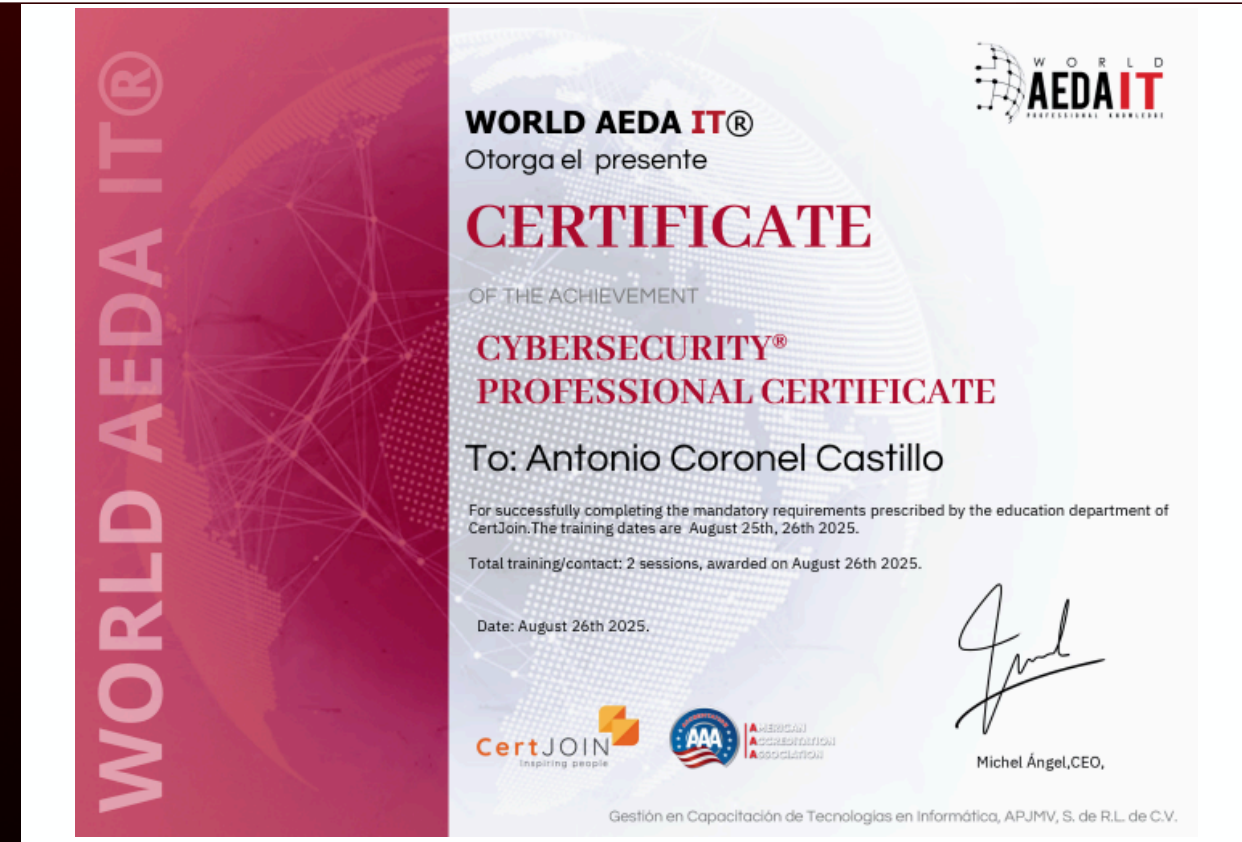 WORLD AEDA IT®
WORLD
AEDAIT
PROFESSIONAL KNOWLEDGE
WORLD AEDA IT®
Otorga el presente
CERTIFICATE
OF THE ACHIEVEMENT
CYBERSECURITY®
PROFESSIONAL CERTIFICATE
To: Antonio Coronel Castillo
For successfully completing the mandatory requirements prescribed by the education department of
CertJoin.The training dates are August 25th, 26th 2025.
Total training/contact: 2 sessions, awarded on August 26th 2025.
Date: August 26th 2025.
CertJOIN
Inspiring people
ACCREDITATION
AAA
AMERICAN
ACCREDITATION
ASSOCIATION
Michel Ángel,CEO,
Gestión en Capacitación de Tecnologías en Informática, APJMV, S. de R.L. de C.V.